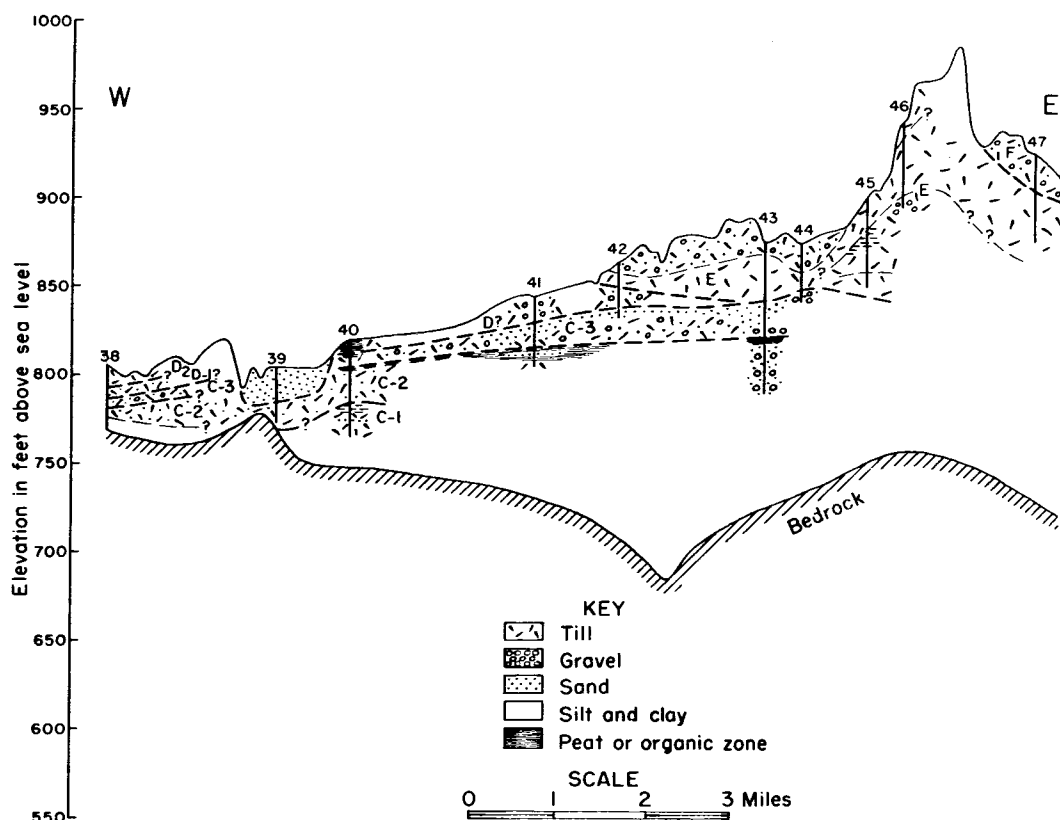 1000
950
900
850
800
750
700
650
600
550
Elevation in feet above sea level
W
E
38
39
40
41
42
43
44
45
46
47
D2
?
D-1?
C-3
?
C-2
?
?
D?
C-3
C-2
C-1
E
?
?
E
?
?
F
?
Bedrock
KEY
Till
Gravel
Sand
Silt and clay
Peat or organic zone
SCALE
0 1 2 3 Miles